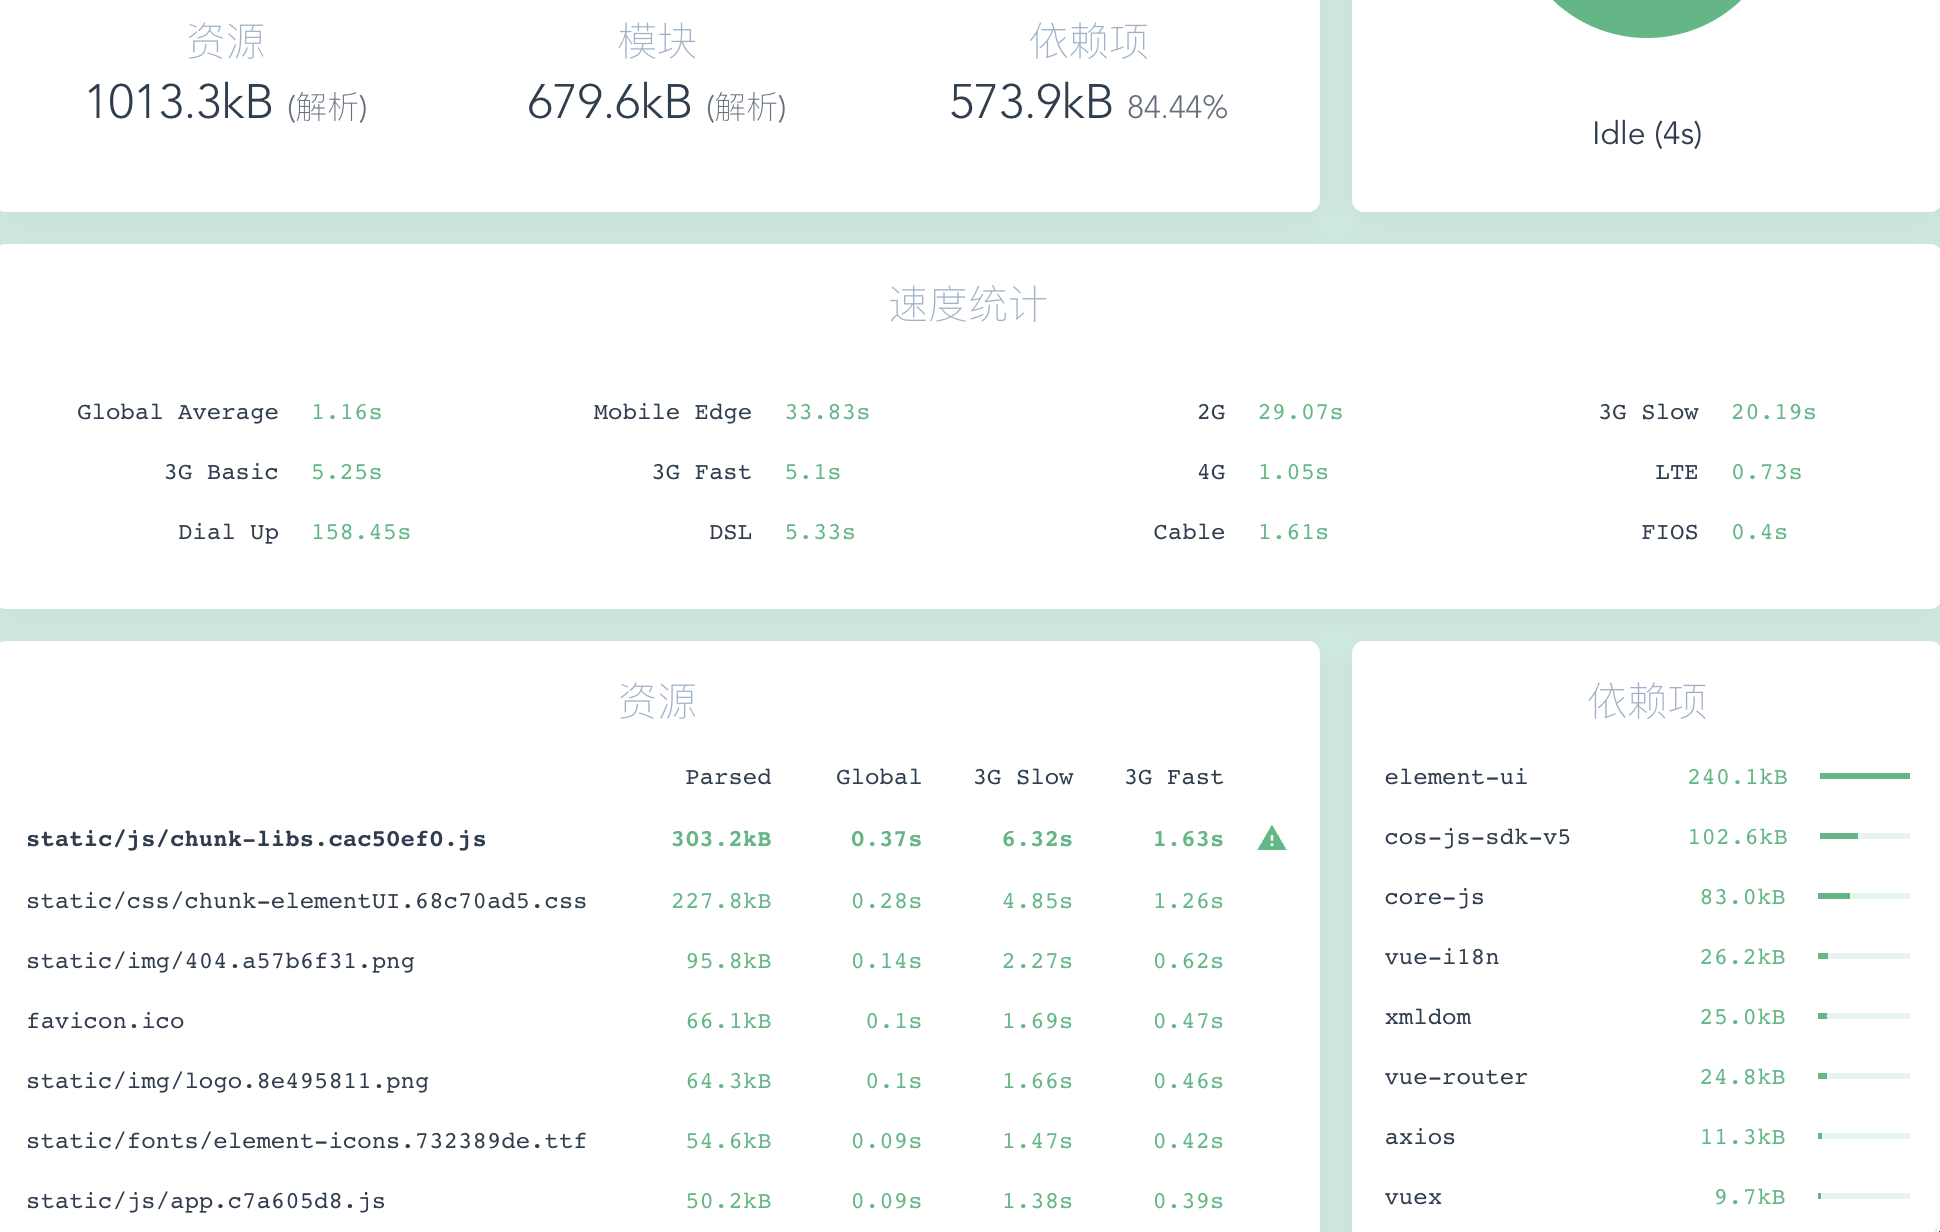 资源 模块 依赖项
1013.3kB (解析) 679.6kB (解析) 573.9kB 84.44%
Idle (4s)
速度统计
Global Average 1.16s Mobile Edge 33.83s 2G 29.07s 3G Slow 20.19s
3G Basic 5.25s 3G Fast 5.1s 4G 1.05s LTE 0.73s
Dial Up 158.45s DSL 5.33s Cable 1.61s FIOS 0.4s
资源
Parsed Global 3G Slow 3G Fast
static/js/chunk-libs.cac50ef0.js 303.2kB 0.37s 6.32s 1.63s
static/css/chunk-elementUI.68c70ad5.css 227.8kB 0.28s 4.85s 1.26s
static/img/404.a57b6f31.png 95.8kB 0.14s 2.27s 0.62s
favicon.ico 66.1kB 0.1s 1.69s 0.47s
static/img/logo.8e495811.png 64.3kB 0.1s 1.66s 0.46s
static/fonts/element-icons.732389de.ttf 54.6kB 0.09s 1.47s 0.42s
static/js/app.c7a605d8.js 50.2kB 0.09s 1.38s 0.39s
依赖项
element-ui 240.1kB
cos-js-sdk-v5 102.6kB
core-js 83.0kB
vue-i18n 26.2kB
xmldom 25.0kB
vue-router 24.8kB
axios 11.3kB
vuex 9.7kB